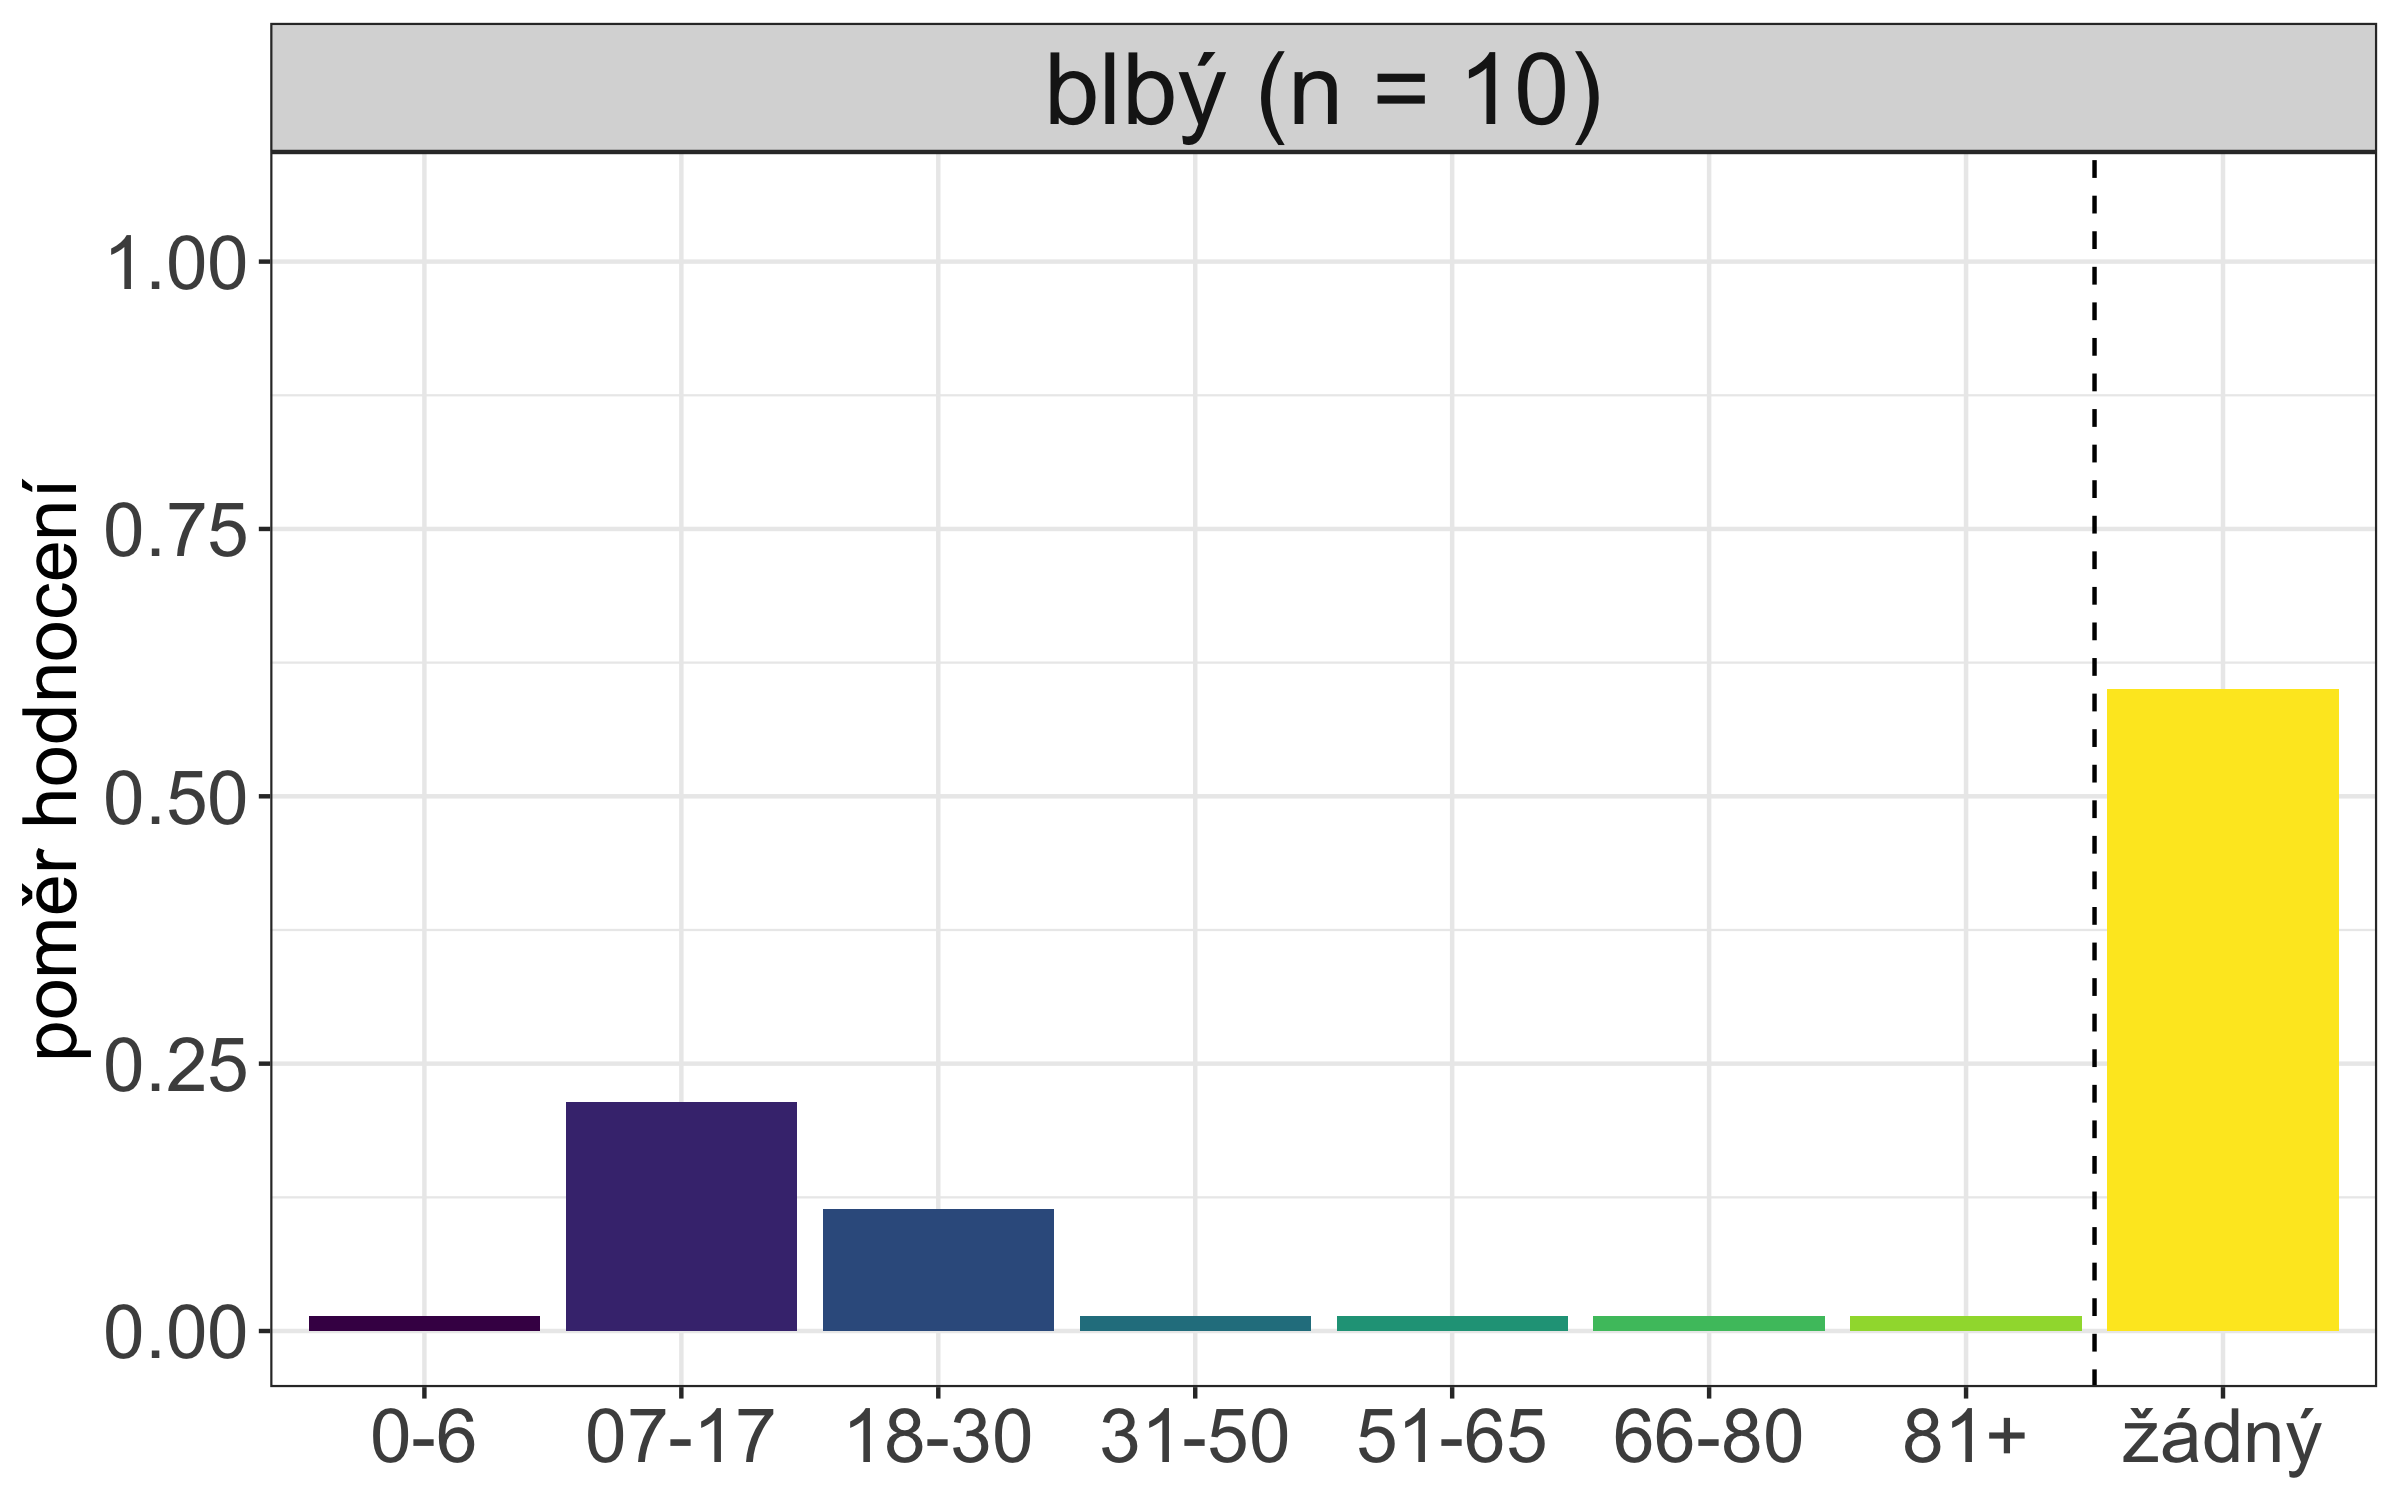 blbý (n = 10)
poměr hodnocení
1.00
0.75
0.50
0.25
0.00
0-6 07-17 18-30 31-50 51-65 66-80 81+ žádný